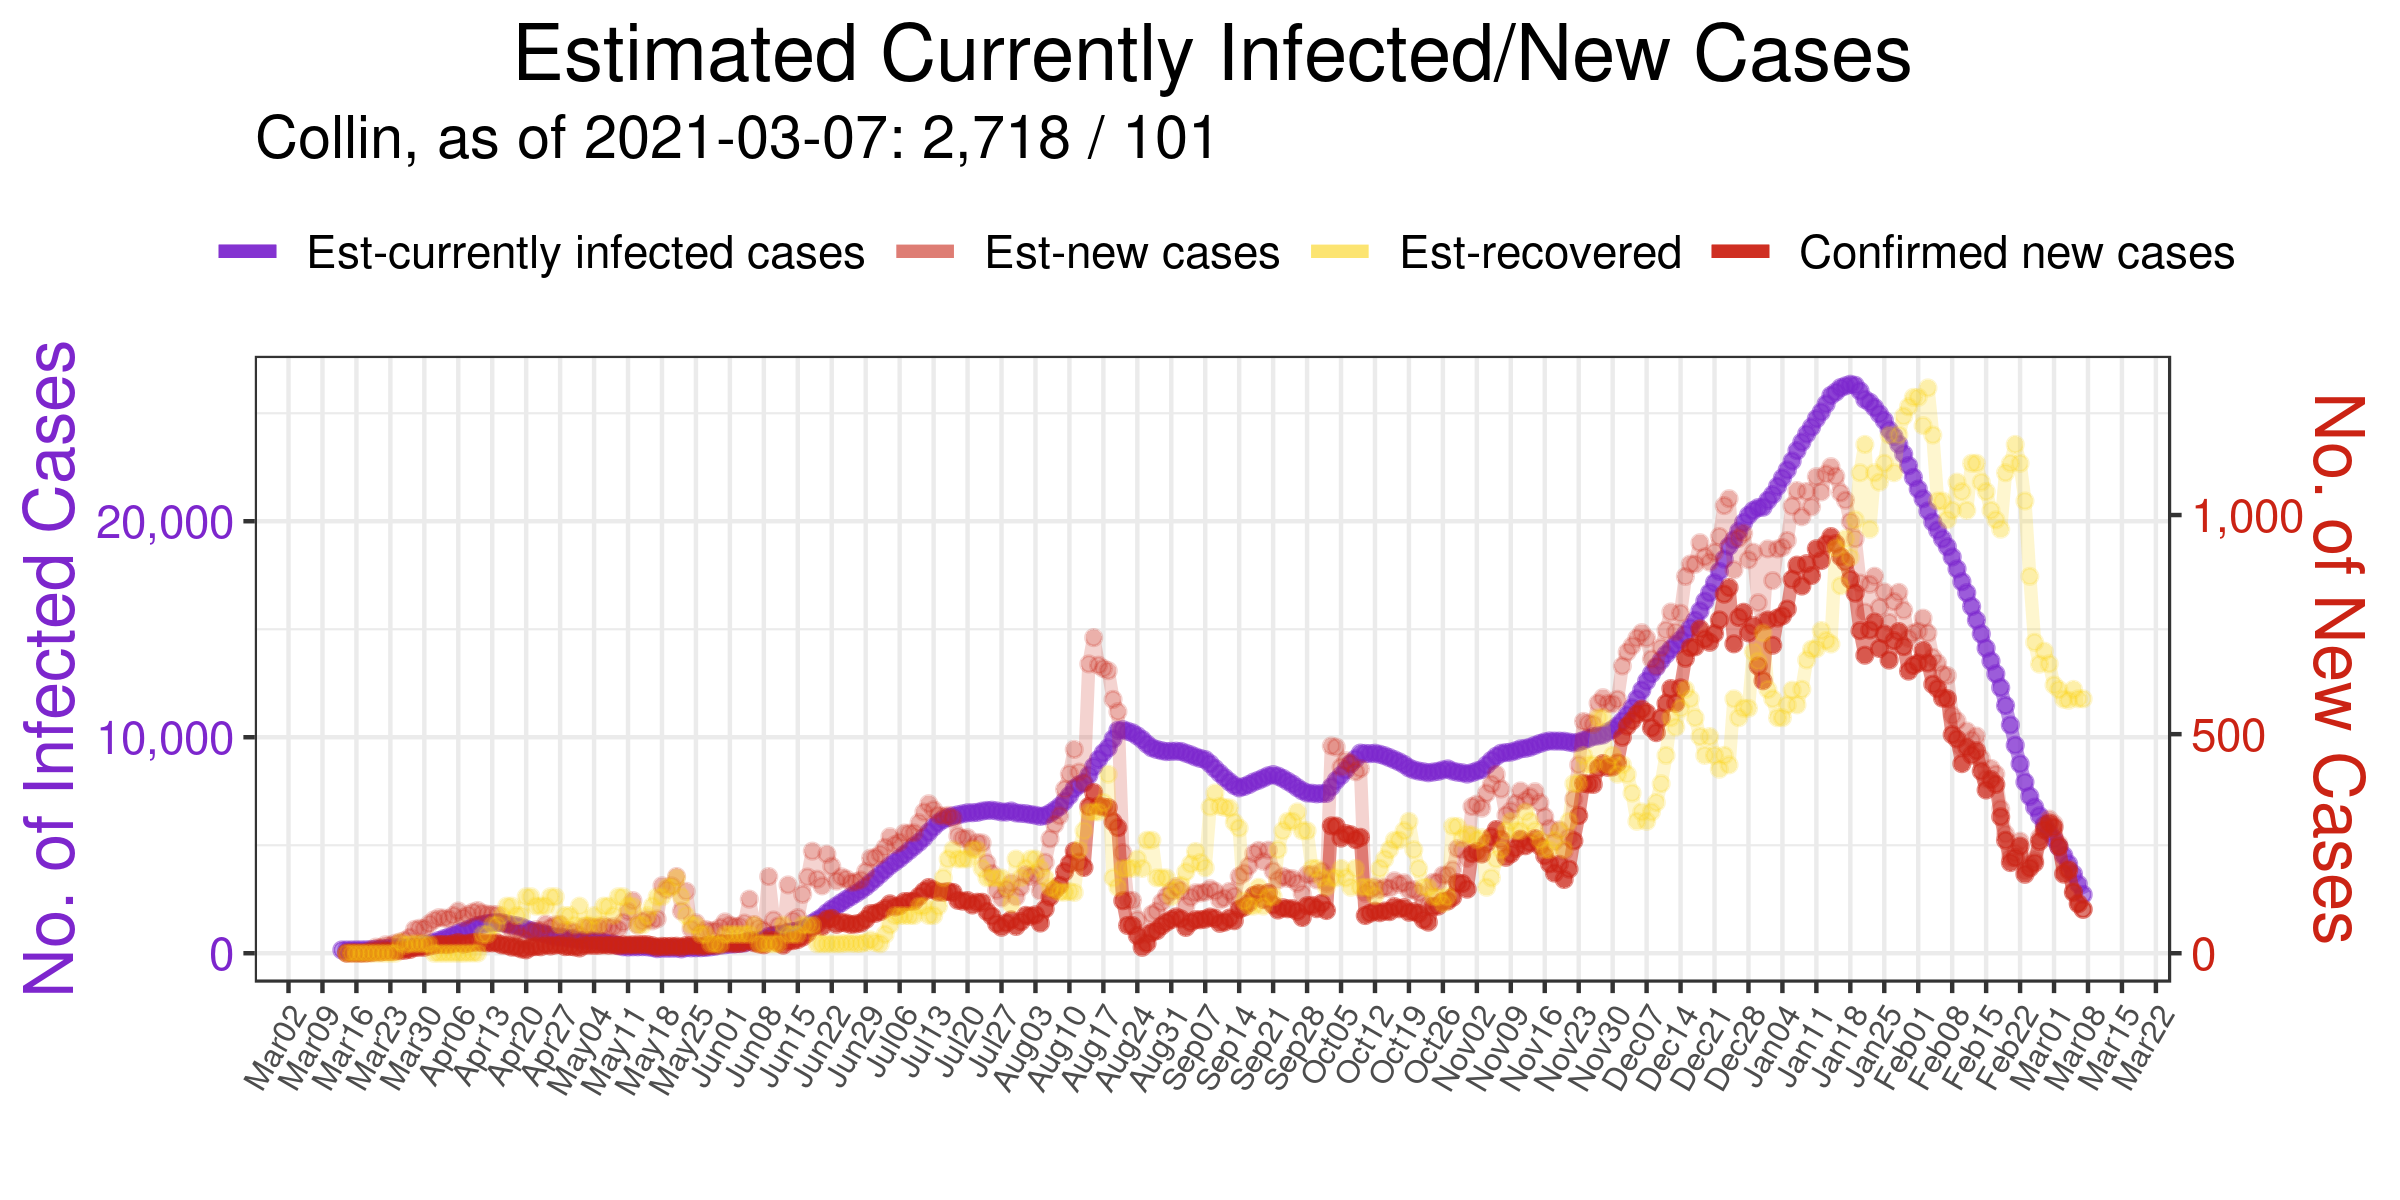 Estimated Currently Infected/New Cases
Collin, as of 2021-03-07: 2,718 / 101
Est-currently infected cases Est-new cases Est-recovered Confirmed new cases
No. of Infected Cases
20,000
10,000
0
1,000
500
0
No. of New Cases
Mar02 Mar09 Mar16 Mar23 Mar30 Apr06 Apr13 Apr20 Apr27 May04 May11 May18 May25 Jun01 Jun08 Jun15 Jun22 Jun29 Jul06 Jul13 Jul20 Jul27 Aug03 Aug10 Aug17 Aug24 Aug31 Sep07 Sep14 Sep21 Sep28 Oct05 Oct12 Oct19 Oct26 Nov02 Nov09 Nov16 Nov23 Nov30 Dec07 Dec14 Dec21 Dec28 Jan04 Jan11 Jan18 Jan25 Feb01 Feb08 Feb15 Feb22 Mar01 Mar08 Mar15 Mar22